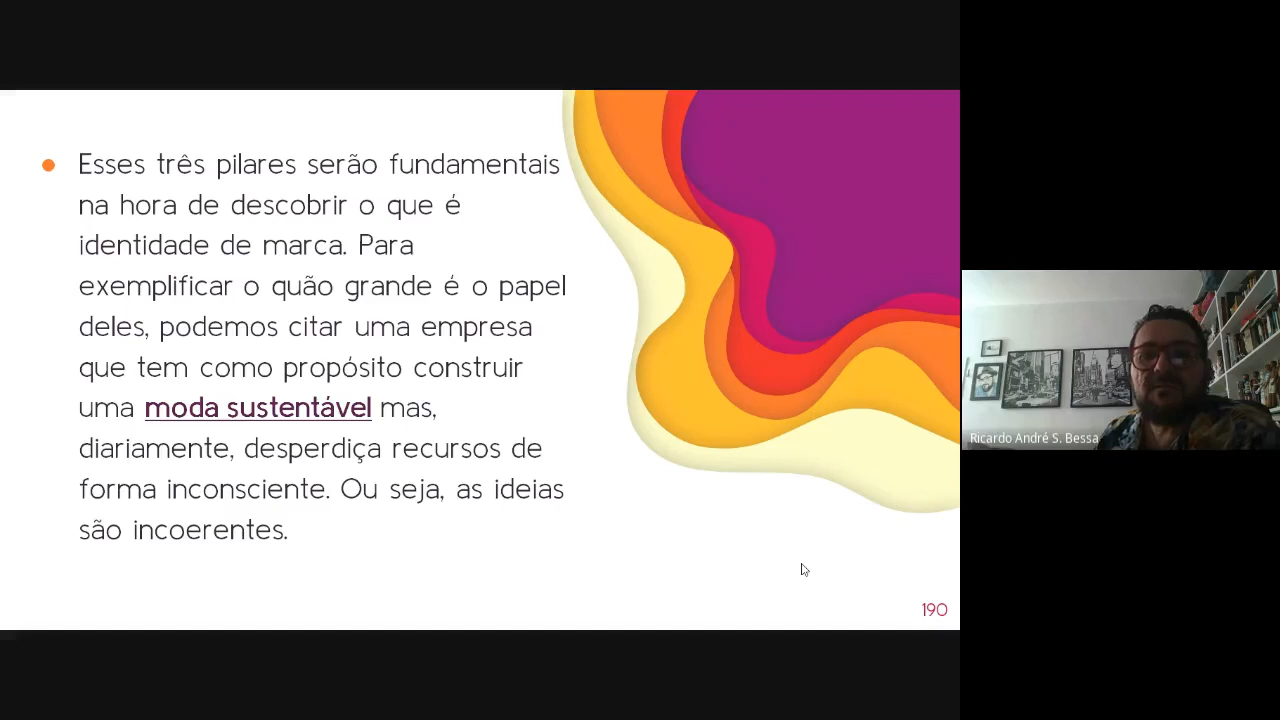 Esses três pilares serão fundamentais
na hora de descobrir o que é
identidade de marca. Para
exemplificar o quão grande é o papel
deles, podemos citar uma empresa
que tem como propósito construir
uma moda sustentável mas,
diariamente, desperdiça recursos de
forma inconsciente. Ou seja, as ideias
são incoerentes.
190
Ricardo André S. Bessa